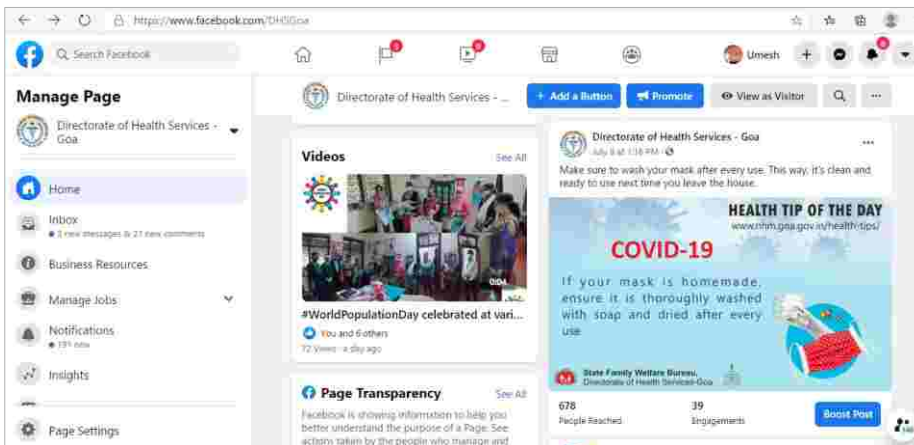 https://www.facebook.com/DHSGoa
Search Facebook
Umesh
Manage Page
Directorate of Health Services -
Goa
Home
Inbox
Business Resources
Manage Jobs
Notifications
Insights
Page Settings
Directorate of Health Services - ...
+ Add a Button
Promote
View as Visitor
...
Videos
See All
0:04
#WorldPopulationDay celebrated at vari...
You and 6 others
72 Views · a day ago
Page Transparency
See All
Facebook is showing information to help you
better understand the purpose of a Page. See
actions taken by the people who manage and
Directorate of Health Services - Goa
...
Make sure to wash your mask after every use. This way, it's clean and
ready to use next time you leave the house.
HEALTH TIP OF THE DAY
www.nhm.goa.gov.in/health-tips/
COVID-19
If your mask is homemade,
ensure it is thoroughly washed
with soap and dried after every
use
State Family Welfare Bureau,
Directorate of Health Services-Goa
678
People Reached
39
Engagements
Boost Post